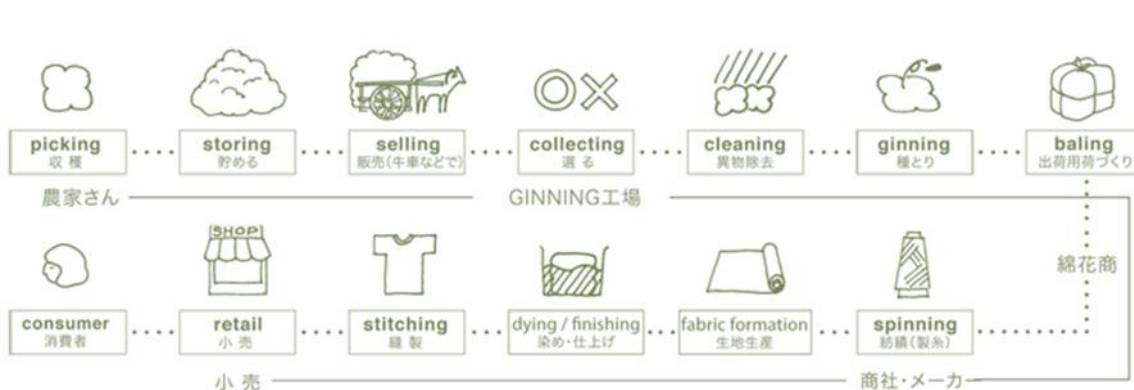 picking
収 種
storing
貯める
selling
販売(牛車などで)
collecting
選 る
cleaning
異物除去
ginning
種とり
baling
出荷用荷づくり
農家さん
GINNING工場
綿花商
SHOP
consumer
消費者
retail
小 売
stitching
縫 製
dying / finishing
染め・仕上げ
fabric formation
生地生産
spinning
紡績(製糸)
小 売
商社・メーカ